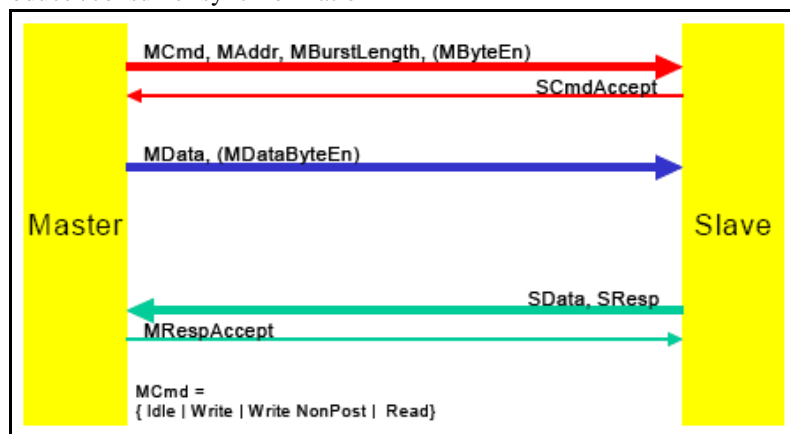 MCmd, MAddr, MBurstLength, (MByteEn)
SCmdAccept
MData, (MDataByteEn)
Master
Slave
SData, SResp
MRespAccept
MCmd =
{ Idle | Write | Write NonPost | Read}